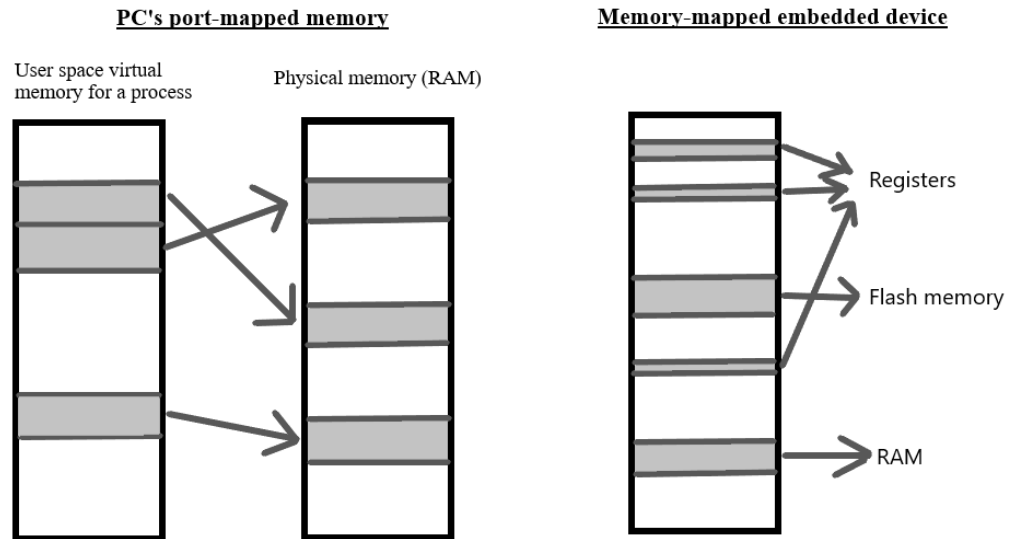 PC's port-mapped memory
Memory-mapped embedded device
User space virtual
memory for a process
Physical memory (RAM)
Registers
Flash memory
RAM